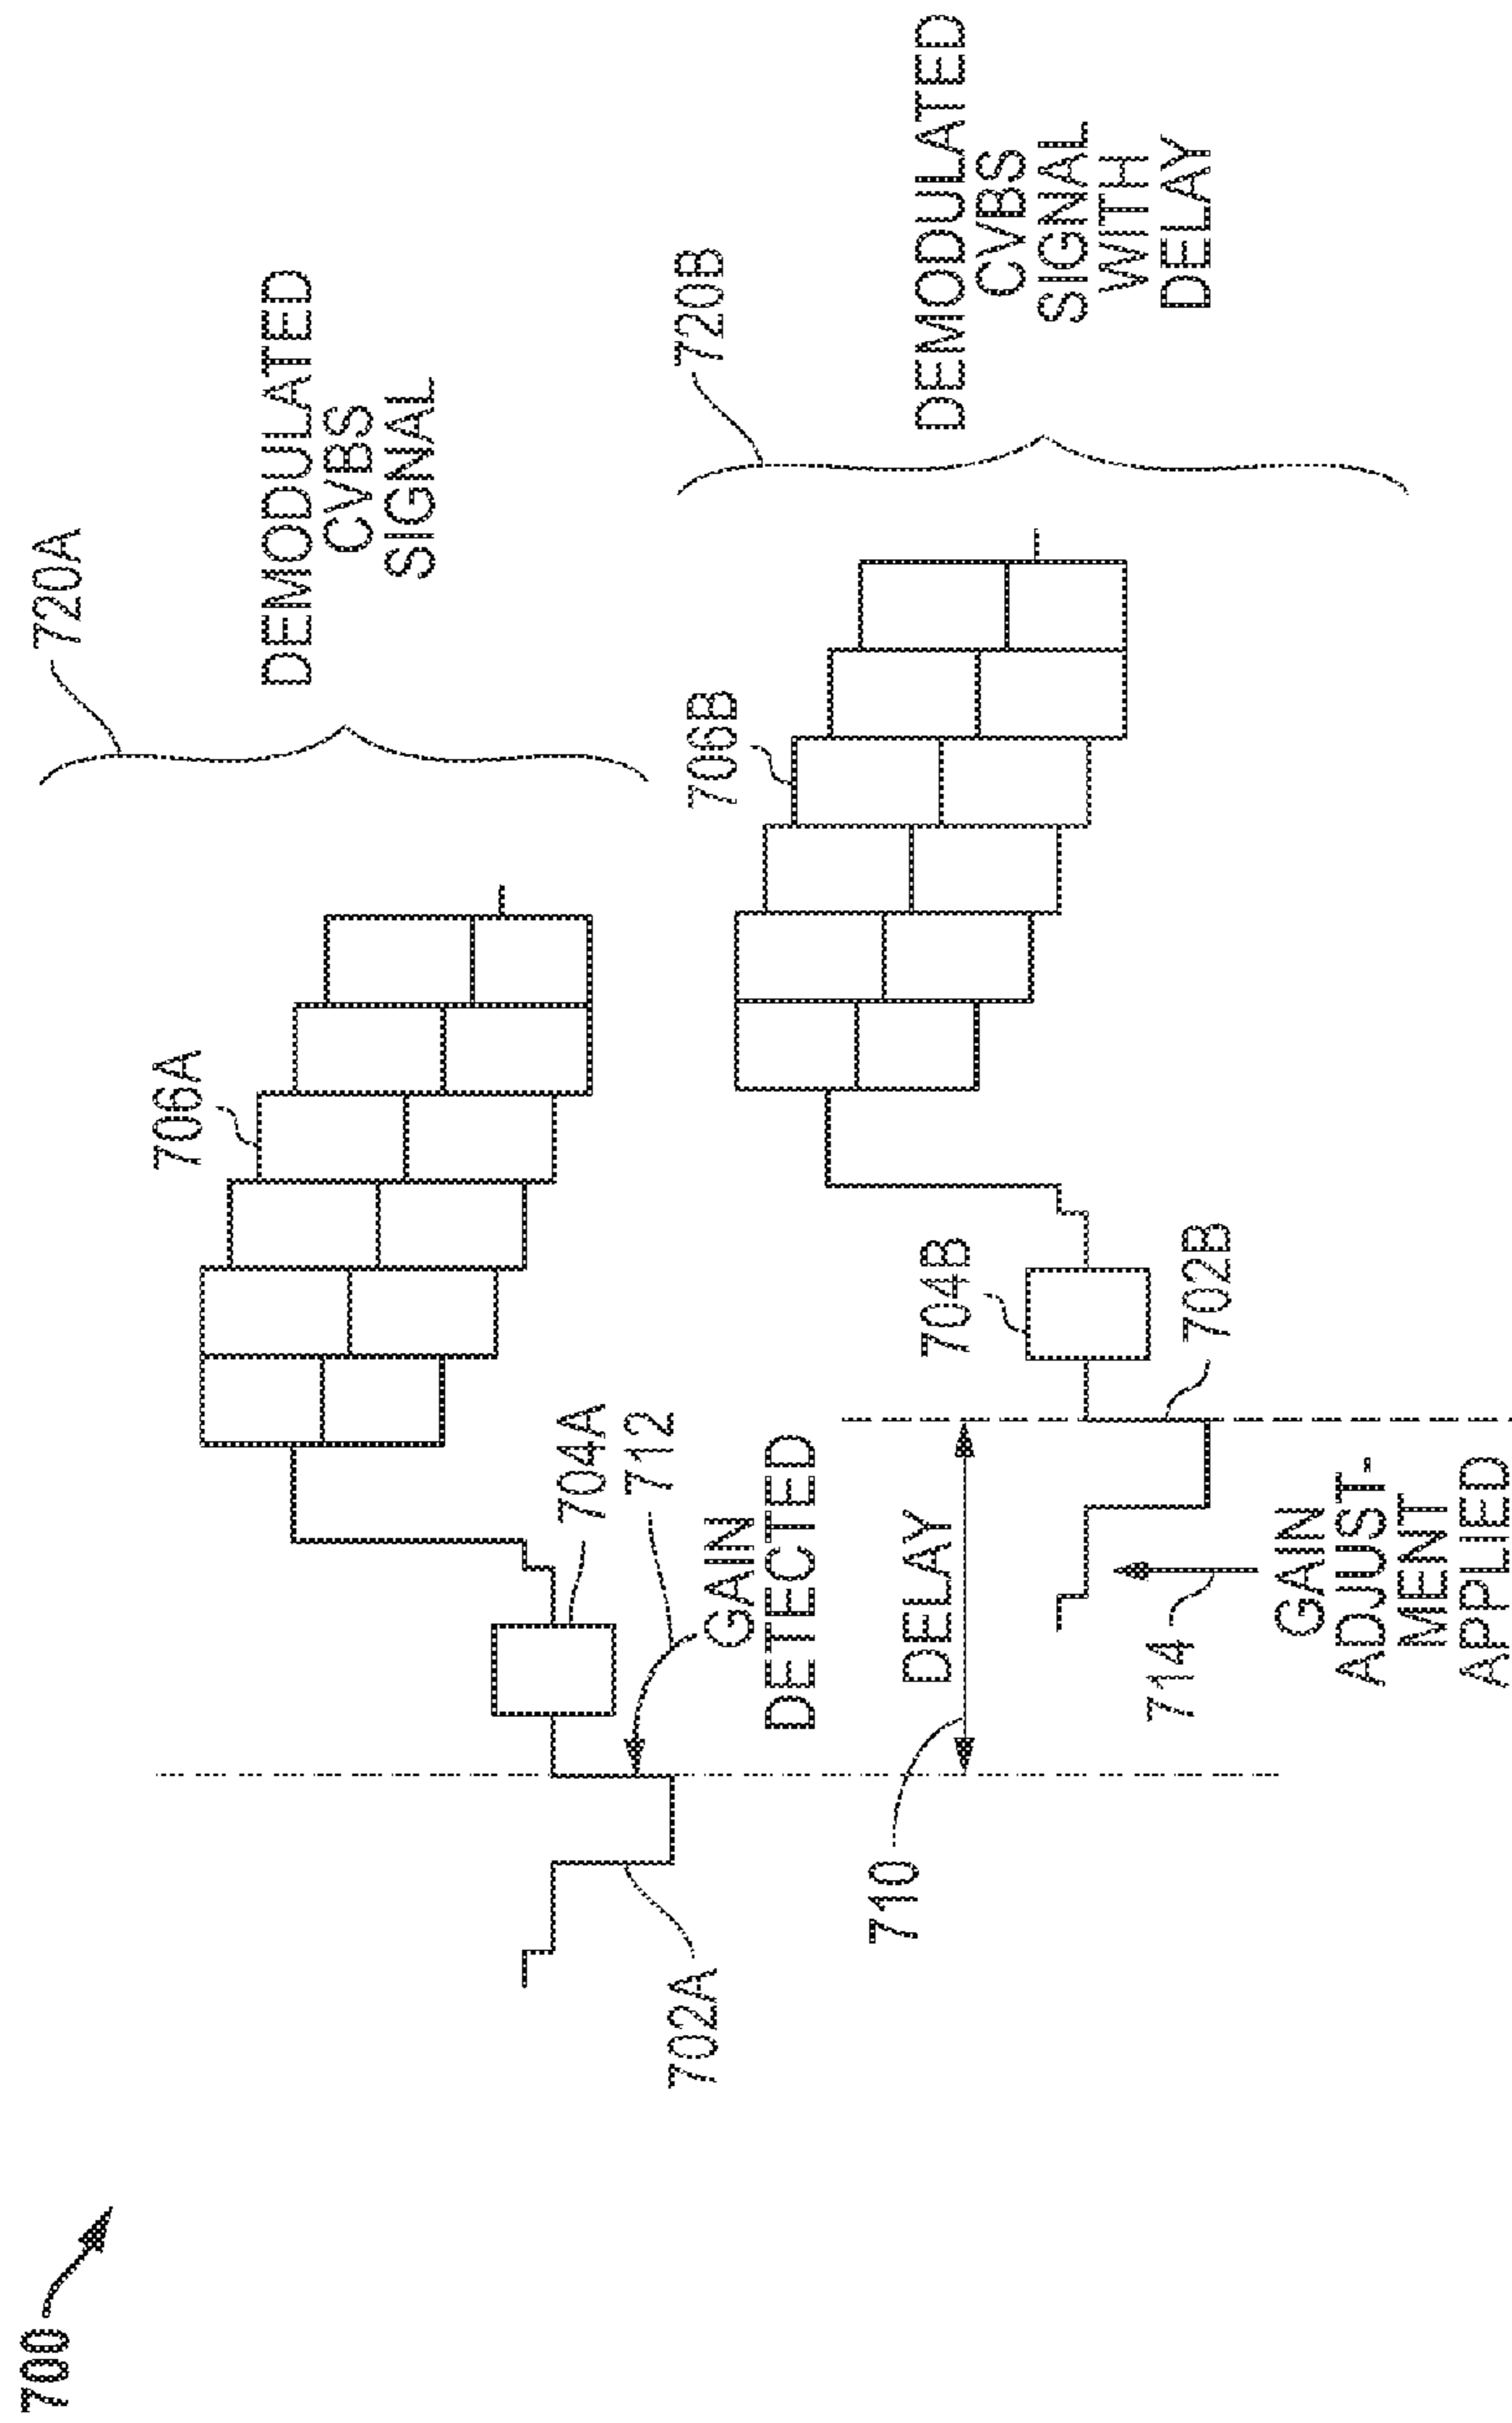 700
720A
DEMODULATED
CVBS
SIGNAL
706A
704A
712
GAIN
DETECTED
702A
720B
DEMODULATED
CVBS
SIGNAL
WITH
DELAY
706B
704B
702B
DELAY
710
714
GAIN
ADJUST-
MENT
APPLIED